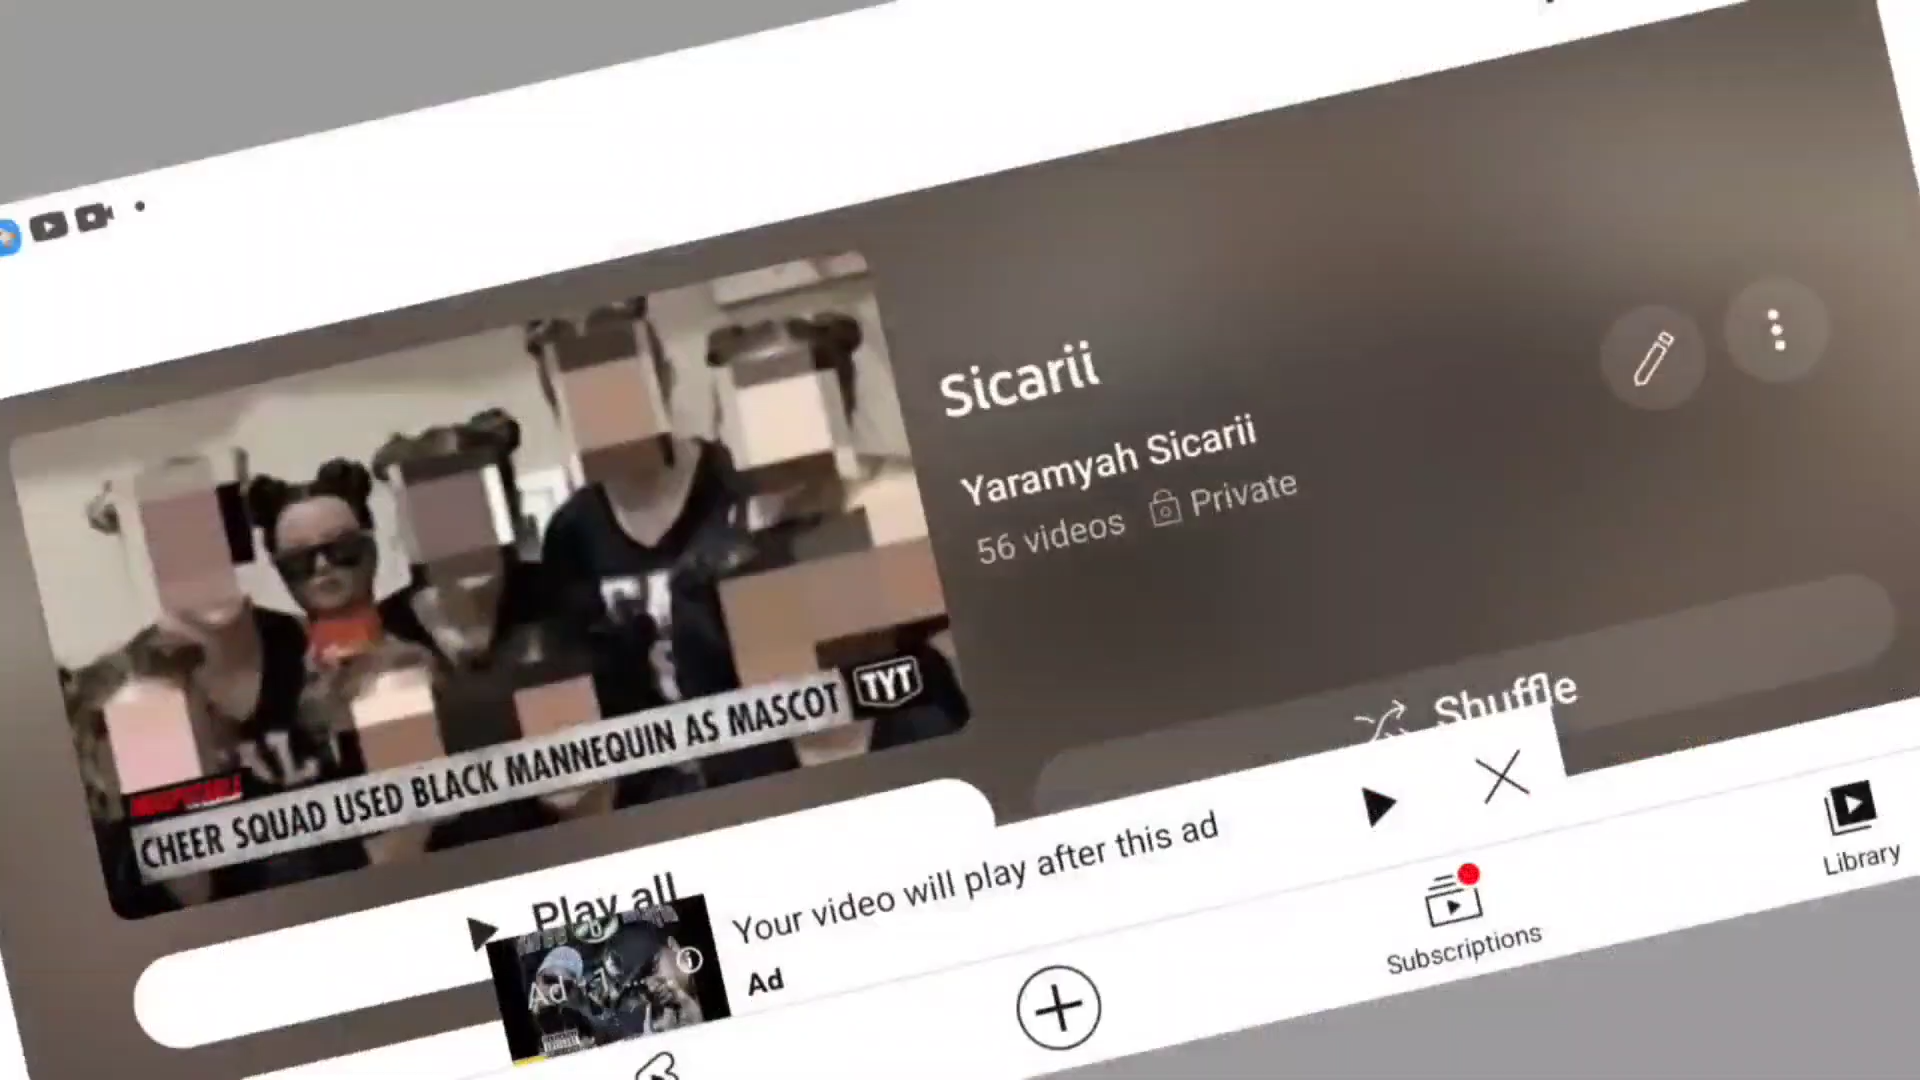 Sicarii
Yaramyah Sicarii
56 videos Private
CHEER SQUAD USED BLACK MANNEQUIN AS MASCOT
TYT
Shuffle
Play all
Your video will play after this ad
Ad
Ad
Subscriptions
Library